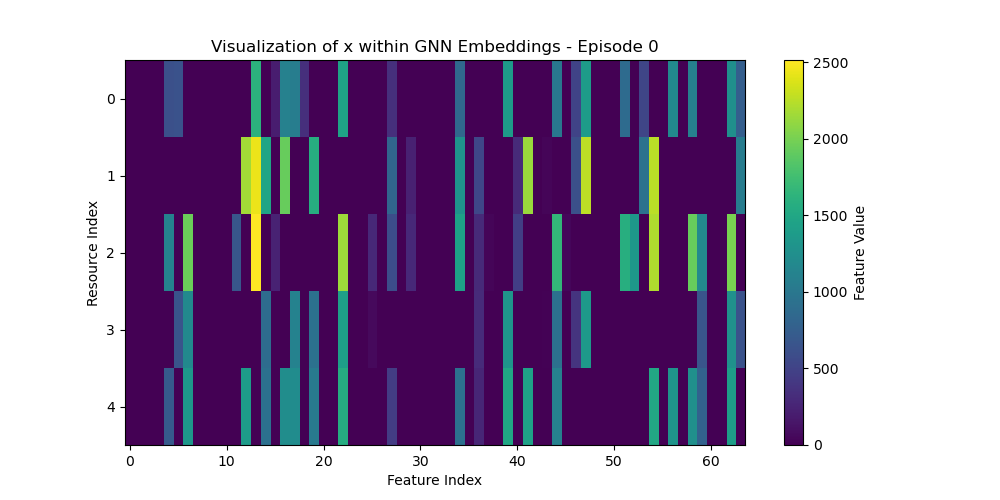 Visualization of x within GNN Embeddings - Episode 0
Resource Index
0
1
2
3
4
0 10 20 30 40 50 60
Feature Index
2500
2000
1500
1000
500
0
Feature Value